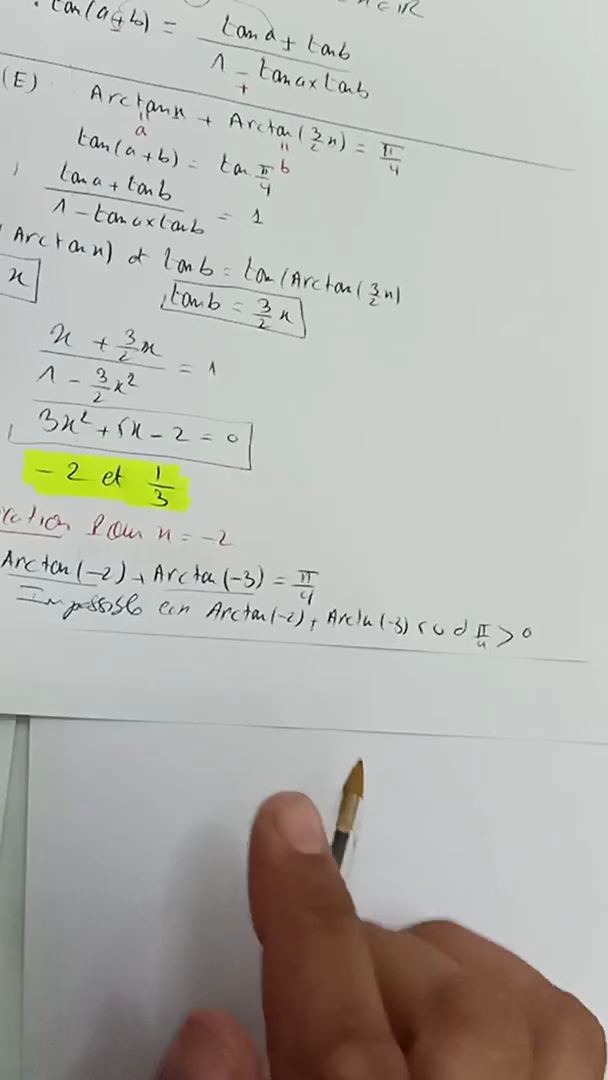 tan(a+b) = tan a + tan b / 1 - tan a x tan b
(E) Arctan x + Arctan(3/2 x) = π/4
a b
tan(a+b) = tan π/4
tan a + tan b / 1 - tan a x tan b = 1
Arctan x) et tan b = tan(Arctan(3/2 x)
x
tan b = 3/2 x
x + 3/2 x / 1 - 3/2 x² = 1
3x² + 5x - 2 = 0
- 2 et 1/3
Pour x = -2
Arctan(-2) + Arctan(-3) = π/4
Impossible car Arctan(-2) + Arctan(-3) < 0 et π/4 > 0